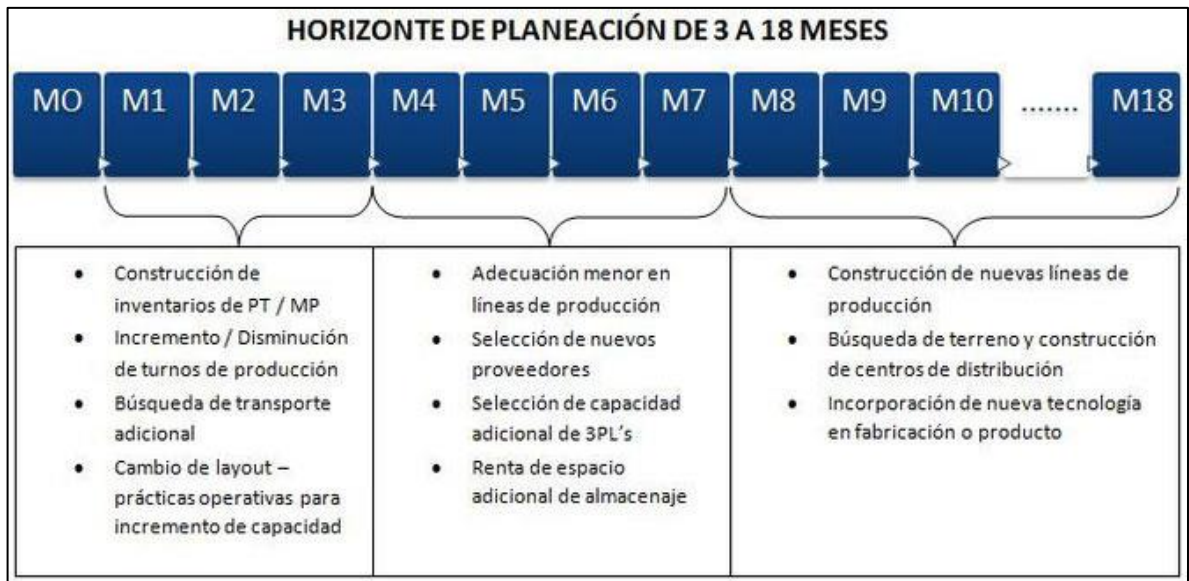 HORIZONTE DE PLANEACIÓN DE 3 A 18 MESES
MO M1 M2 M3 M4 M5 M6 M7 M8 M9 M10 ....... M18
• Construcción de
inventarios de PT / MP
• Incremento / Disminución
de turnos de producción
• Búsqueda de transporte
adicional
• Cambio de layout –
prácticas operativas para
incremento de capacidad
• Adecuación menor en
líneas de producción
• Selección de nuevos
proveedores
• Selección de capacidad
adicional de 3PL´s
• Renta de espacio
adicional de almacenaje
• Construcción de nuevas líneas de
producción
• Búsqueda de terreno y construcción
de centros de distribución
• Incorporación de nueva tecnología
en fabricación o producto